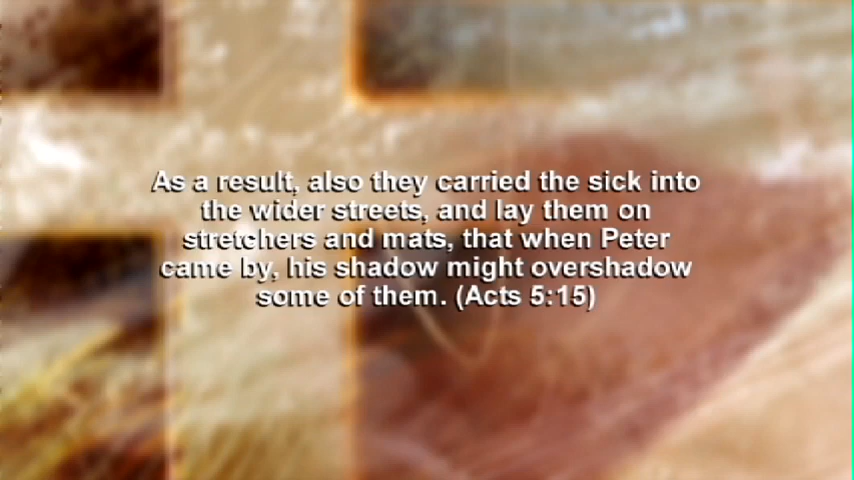 As a result, also they carried the sick into
the wider streets, and lay them on
stretchers and mats, that when Peter
came by, his shadow might overshadow
some of them. (Acts 5:15)